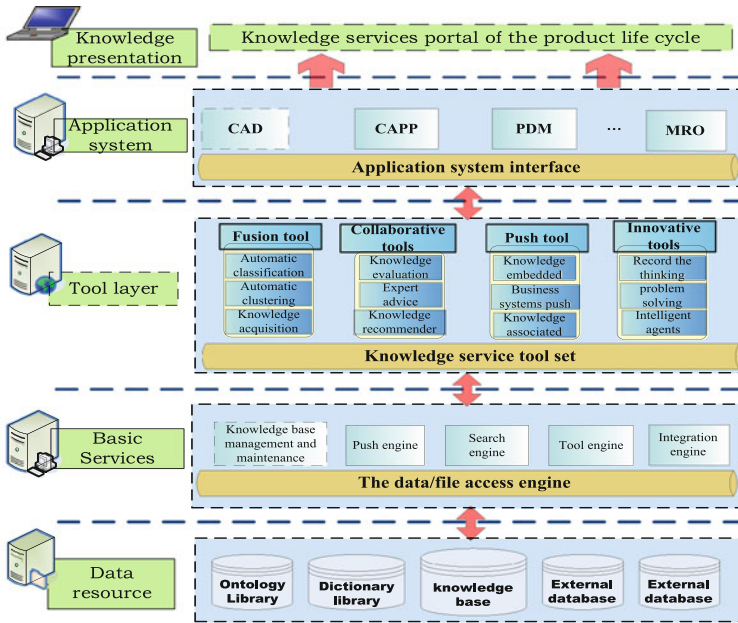 Knowledge
presentation
Knowledge services portal of the product life cycle
Application
system
CAD
CAPP
PDM
...
MRO
Application system interface
Tool layer
Fusion tool
Automatic
classification
Automatic
clustering
Knowledge
acquisition
Collaborative
tools
Knowledge
evaluation
Expert
advice
Knowledge
recommender
Push tool
Knowledge
embedded
Business
systems push
Knowledge
associated
Innovative
tools
Record the
thinking
problem
solving
Intelligent
agents
Knowledge service tool set
Basic
Services
Knowledge base
management and
maintenance
Push engine
Search
engine
Tool engine
Integration
engine
The data/file access engine
Data
resource
Ontology
Library
Dictionary
library
knowledge
base
External
database
External
database